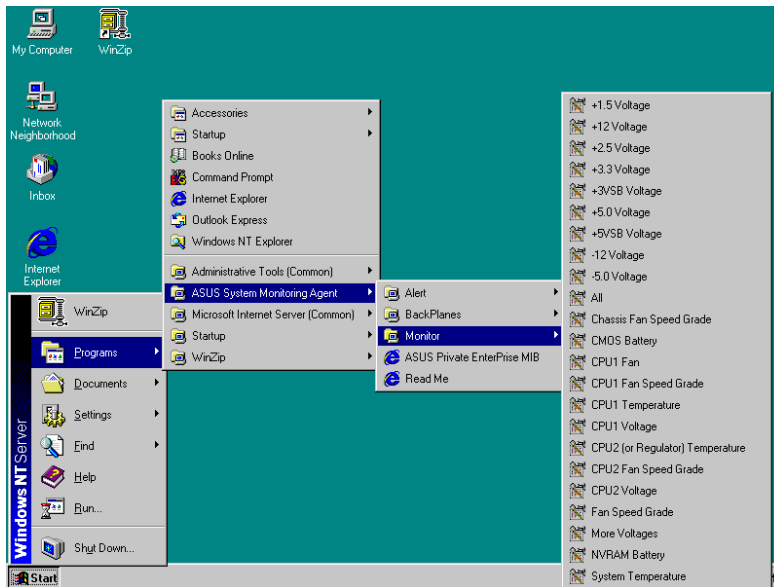 My Computer
WinZip
Network
Neighborhood
Inbox
Internet
Explorer
Windows NT Server
WinZip
Programs
Documents
Settings
Find
Help
Run...
Shut Down...
Start
Accessories
Startup
Books Online
Command Prompt
Internet Explorer
Outlook Express
Windows NT Explorer
Administrative Tools (Common)
ASUS System Monitoring Agent
Microsoft Internet Server (Common)
Startup
WinZip
Alert
BackPlanes
Monitor
ASUS Private EnterPrise MIB
Read Me
+1.5 Voltage
+12 Voltage
+2.5 Voltage
+3.3 Voltage
+3VSB Voltage
+5.0 Voltage
+5VSB Voltage
-12 Voltage
-5.0 Voltage
All
Chassis Fan Speed Grade
CMOS Battery
CPU1 Fan
CPU1 Fan Speed Grade
CPU1 Temperature
CPU1 Voltage
CPU2 (or Regulator) Temperature
CPU2 Fan Speed Grade
CPU2 Voltage
Fan Speed Grade
More Voltages
NVRAM Battery
System Temperature